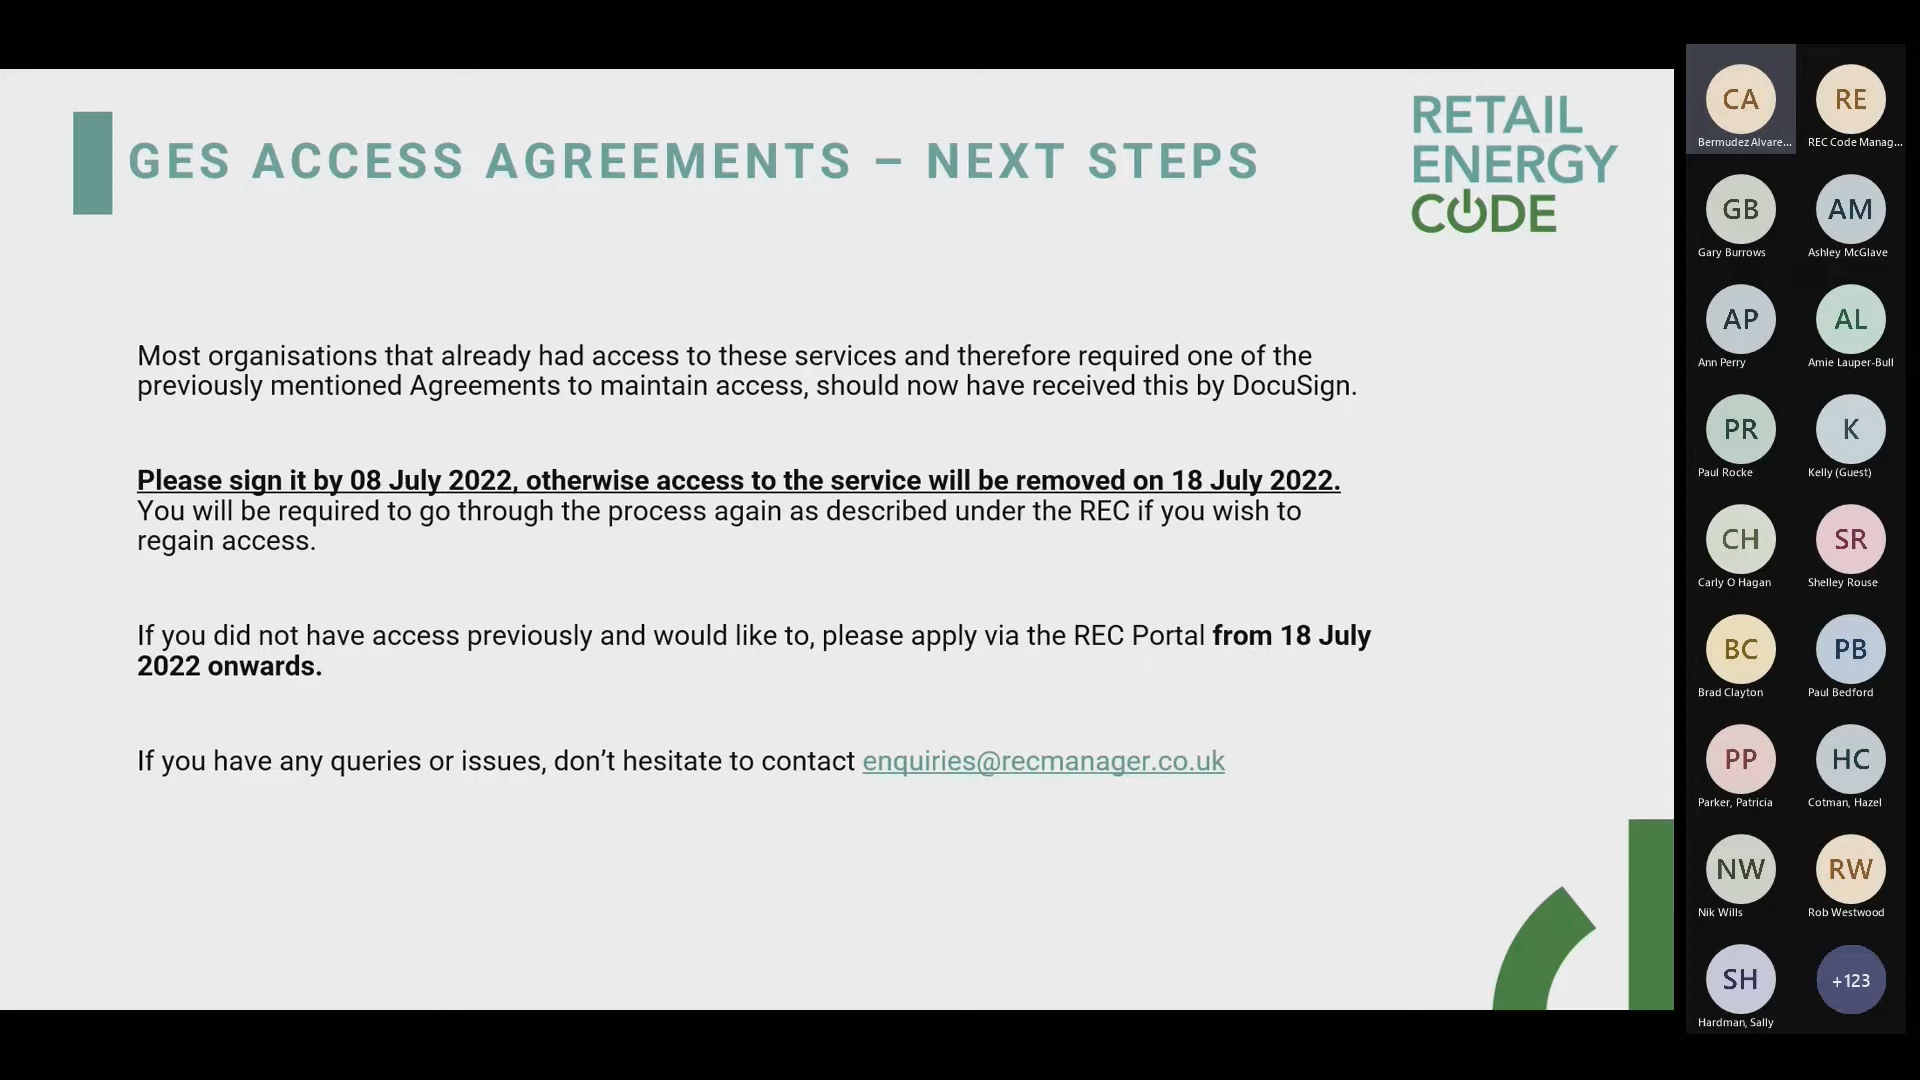 GES ACCESS AGREEMENTS – NEXT STEPS
RETAIL
ENERGY
CODE
Most organisations that already had access to these services and therefore required one of the
previously mentioned Agreements to maintain access, should now have received this by DocuSign.
Please sign it by 08 July 2022, otherwise access to the service will be removed on 18 July 2022.
You will be required to go through the process again as described under the REC if you wish to
regain access.
If you did not have access previously and would like to, please apply via the REC Portal from 18 July
2022 onwards.
If you have any queries or issues, don’t hesitate to contact enquiries@recmanager.co.uk
CA
RE
Bermudez Alvare...
REC Code Manag...
GB
AM
Gary Burrows
Ashley McGlave
AP
AL
Ann Perry
Amie Lauper-Bull
PR
K
Paul Rocke
Kelly (Guest)
CH
SR
Carly O Hagan
Shelley Rouse
BC
PB
Brad Clayton
Paul Bedford
PP
HC
Parker, Patricia
Cotman, Hazel
NW
RW
Nik Wills
Rob Westwood
SH
+123
Hardman, Sally